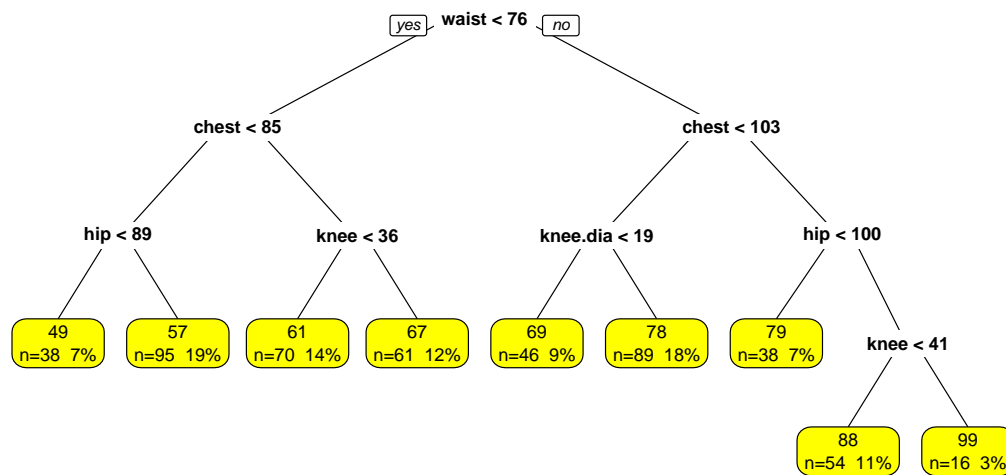 yes waist < 76 no
chest < 85
chest < 103
hip < 89
knee < 36
knee.dia < 19
hip < 100
49
n=38 7%
57
n=95 19%
61
n=70 14%
67
n=61 12%
69
n=46 9%
78
n=89 18%
79
n=38 7%
knee < 41
88
n=54 11%
99
n=16 3%